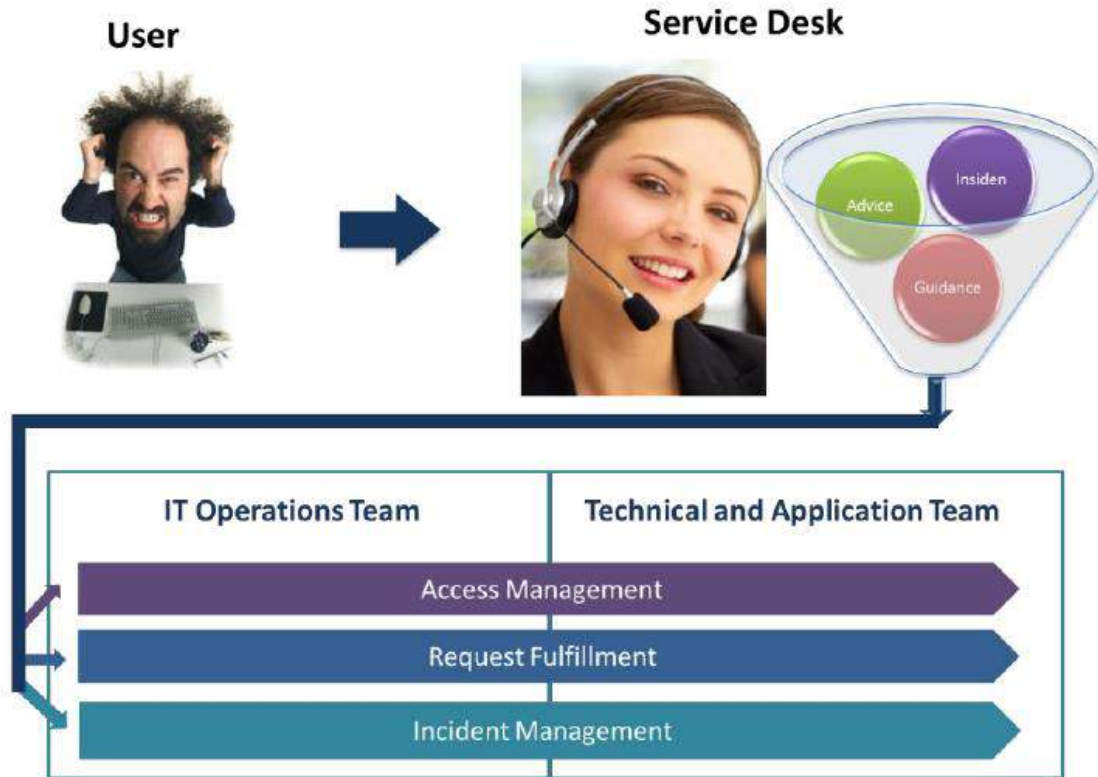 User
Service Desk
Advice
Insiden
Guidance
IT Operations Team
Technical and Application Team
Access Management
Request Fulfillment
Incident Management